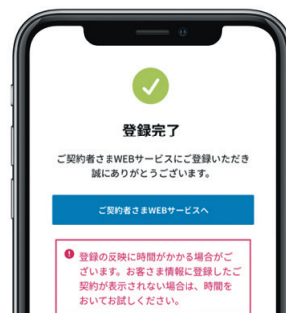 登録完了
ご契約者さまWEBサービスにご登録いただき
誠にありがとうございます。
ご契約者さまWEBサービスへ
登録の反映に時間がかかる場合がご
ざいます。お客さま情報に登録したご
契約が表示されない場合は、時間を
おいてお試しください。